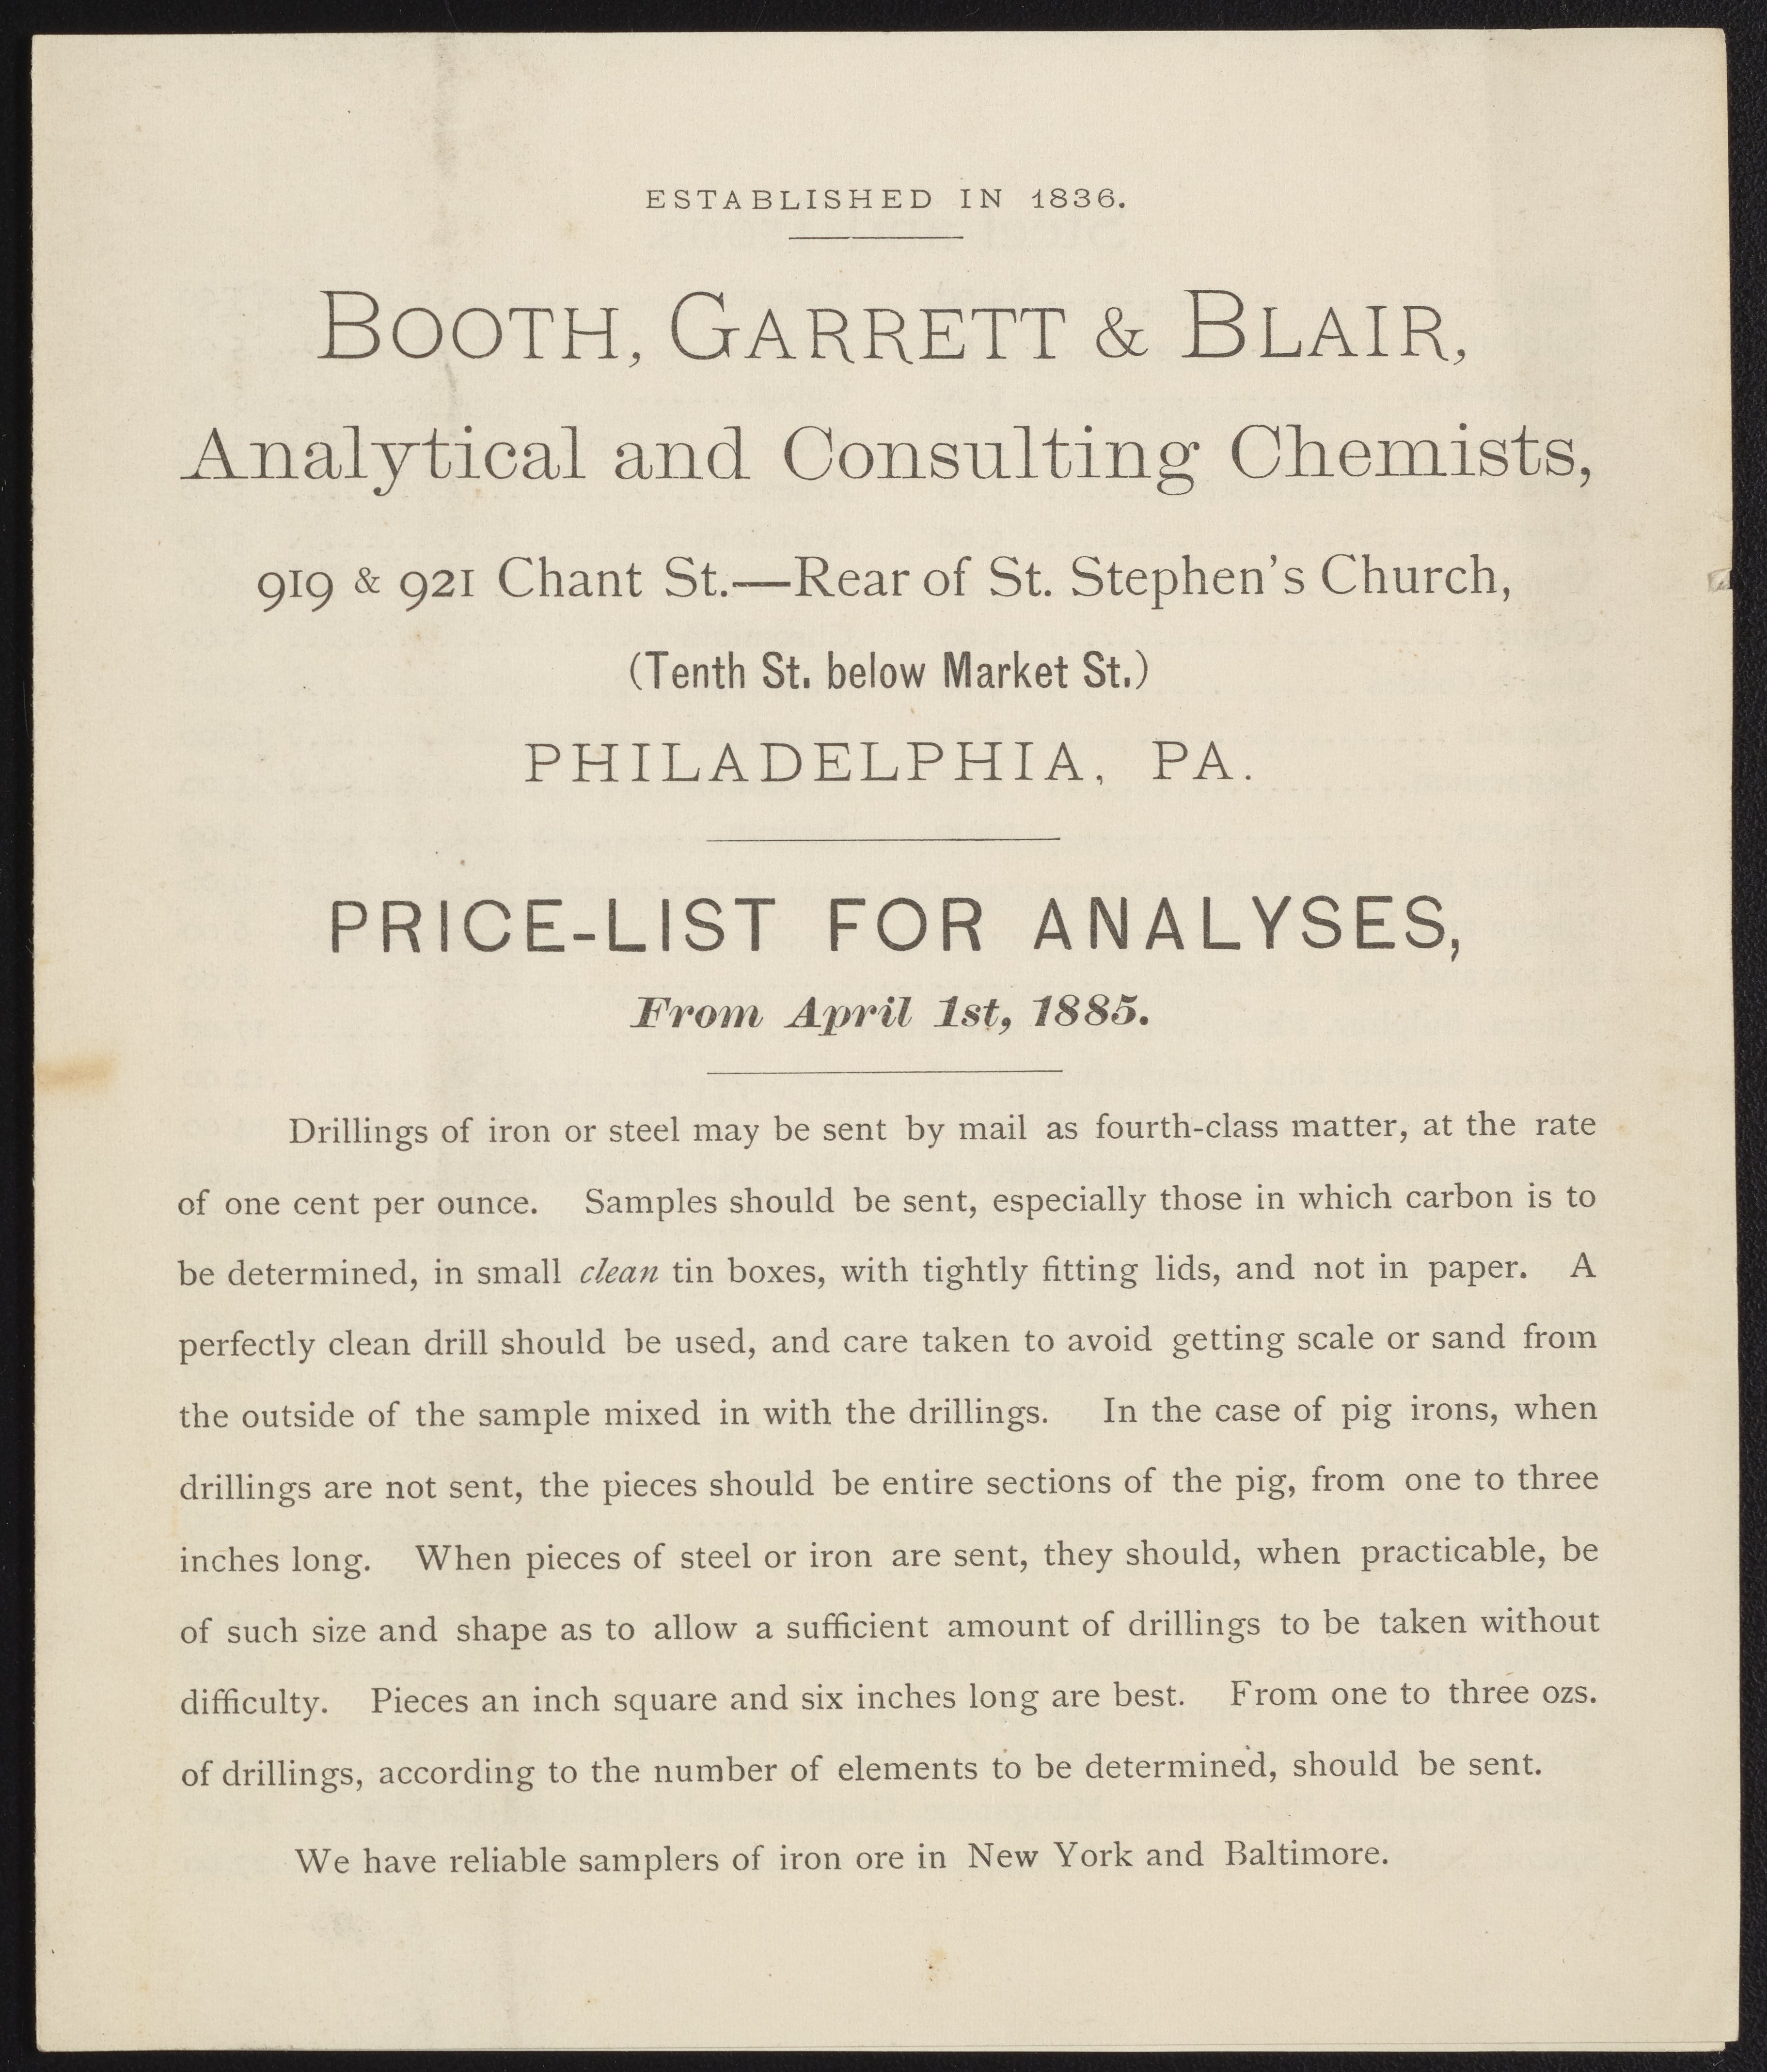 ESTABLISHED IN 1836.
BOOTH, GARRETT & BLAIR,
Analytical and Consulting Chemists,
919 & 921 Chant St.—Rear of St. Stephen's Church,
(Tenth St. below Market St.)
PHILADELPHIA, PA.
PRICE-LIST FOR ANALYSES,
From April 1st, 1885.
Drillings of iron or steel may be sent by mail as fourth-class matter, at the rate
of one cent per ounce. Samples should be sent, especially those in which carbon is to
be determined, in small clean tin boxes, with tightly fitting lids, and not in paper. A
perfectly clean drill should be used, and care taken to avoid getting scale or sand from
the outside of the sample mixed in with the drillings. In the case of pig irons, when
drillings are not sent, the pieces should be entire sections of the pig, from one to three
inches long. When pieces of steel or iron are sent, they should, when practicable, be
of such size and shape as to allow a sufficient amount of drillings to be taken without
difficulty. Pieces an inch square and six inches long are best. From one to three ozs.
of drillings, according to the number of elements to be determined, should be sent.
We have reliable samplers of iron ore in New York and Baltimore.